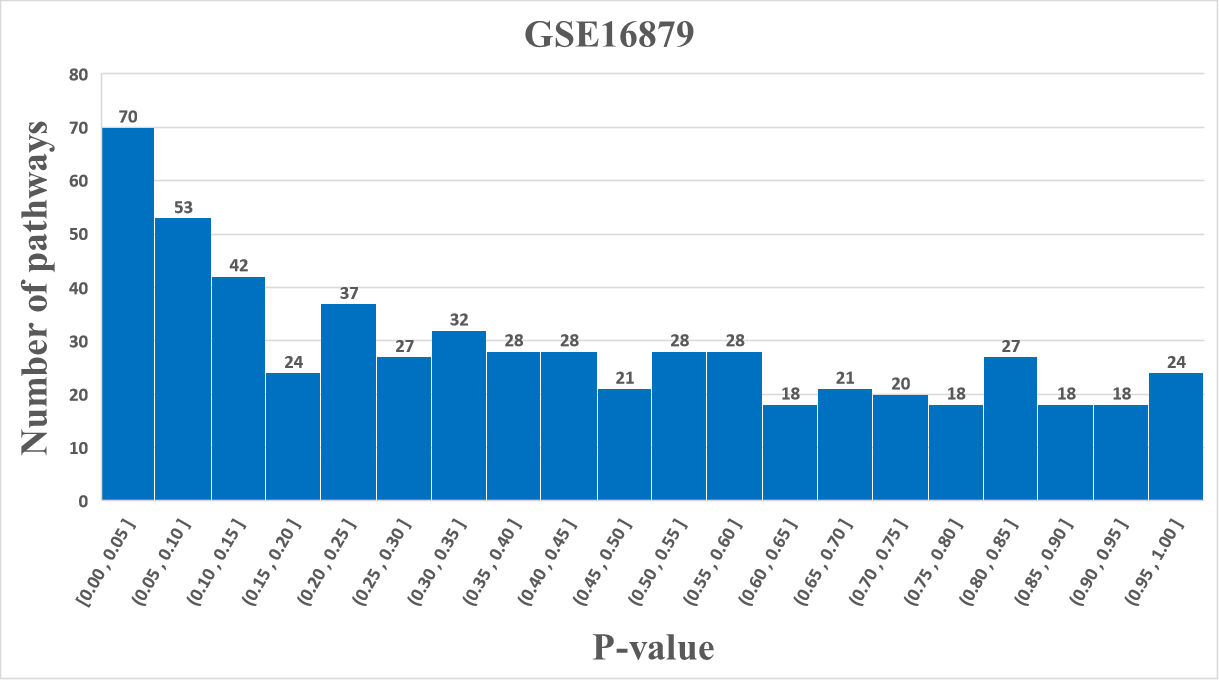 GSE16879
Number of pathways
80
70
60
50
40
30
20
10
0
70
53
42
24
37
27
32
28
28
21
28
28
18
21
20
18
27
18
18
24
[0.00 , 0.05 ]
(0.05 , 0.10 ]
(0.10 , 0.15 ]
(0.15 , 0.20 ]
(0.20 , 0.25 ]
(0.25 , 0.30 ]
(0.30 , 0.35 ]
(0.35 , 0.40 ]
(0.40 , 0.45 ]
(0.45 , 0.50 ]
(0.50 , 0.55 ]
(0.55 , 0.60 ]
(0.60 , 0.65 ]
(0.65 , 0.70 ]
(0.70 , 0.75 ]
(0.75 , 0.80 ]
(0.80 , 0.85 ]
(0.85 , 0.90 ]
(0.90 , 0.95 ]
(0.95 , 1.00 ]
P-value